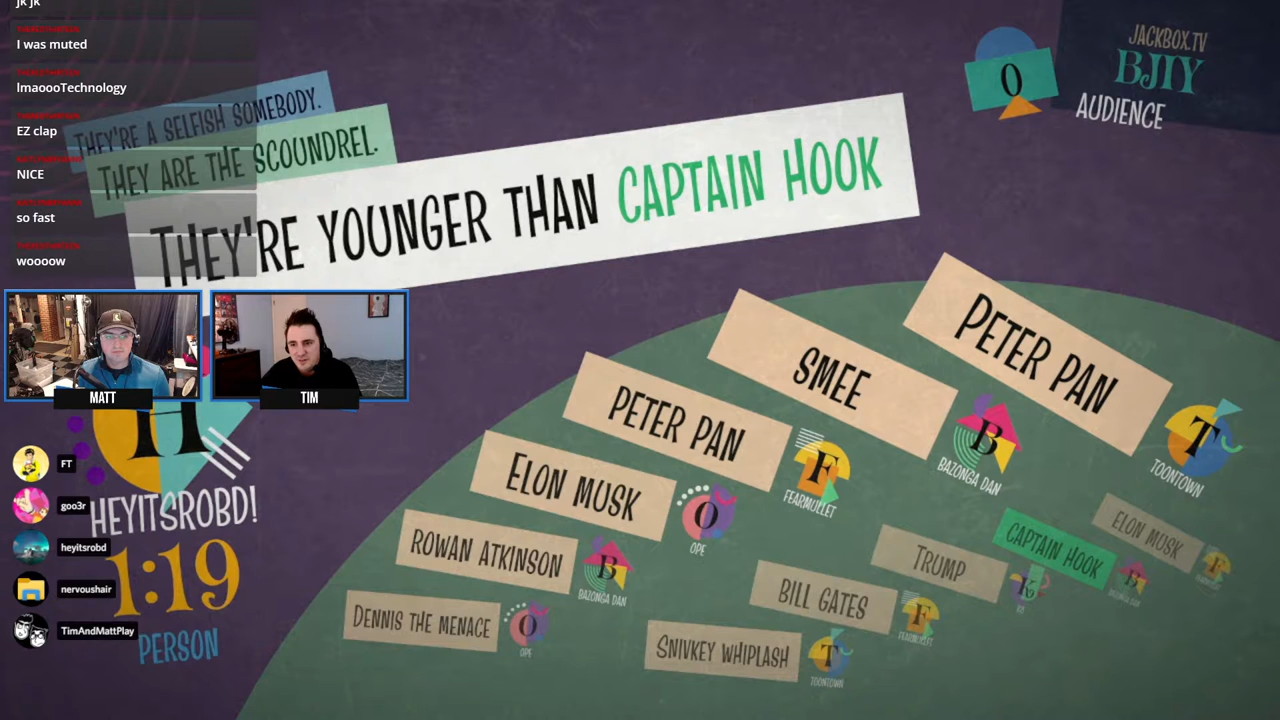 jk jk
I was muted
lmaoooTechnology
EZ clap
NICE
so fast
woooow
THEY'RE A SELFISH SOMEBODY.
THEY ARE THE SCOUNDREL.
THEY'RE YOUNGER THAN CAPTAIN HOOK
0
JACKBOX.TV
BJIY
AUDIENCE
MATT
TIM
H
HEYITSROBD!
1:19
PERSON
FT
goo3r
heyitsrobd
nervoushair
TimAndMattPlay
PETER PAN
T
TOONTOWN
SMEE
B
BAZONGA DAN
PETER PAN
F
FEARMULLET
ELON MUSK
O
OPE
ROWAN ATKINSON
B
BAZONGA DAN
DENNIS THE MENACE
O
OPE
ELON MUSK
F
CAPTAIN HOOK
B
BAZONGA DAN
TRUMP
K
BILL GATES
F
FEARMULLET
SNIVKEY WHIPLASH
T
TOONTOWN